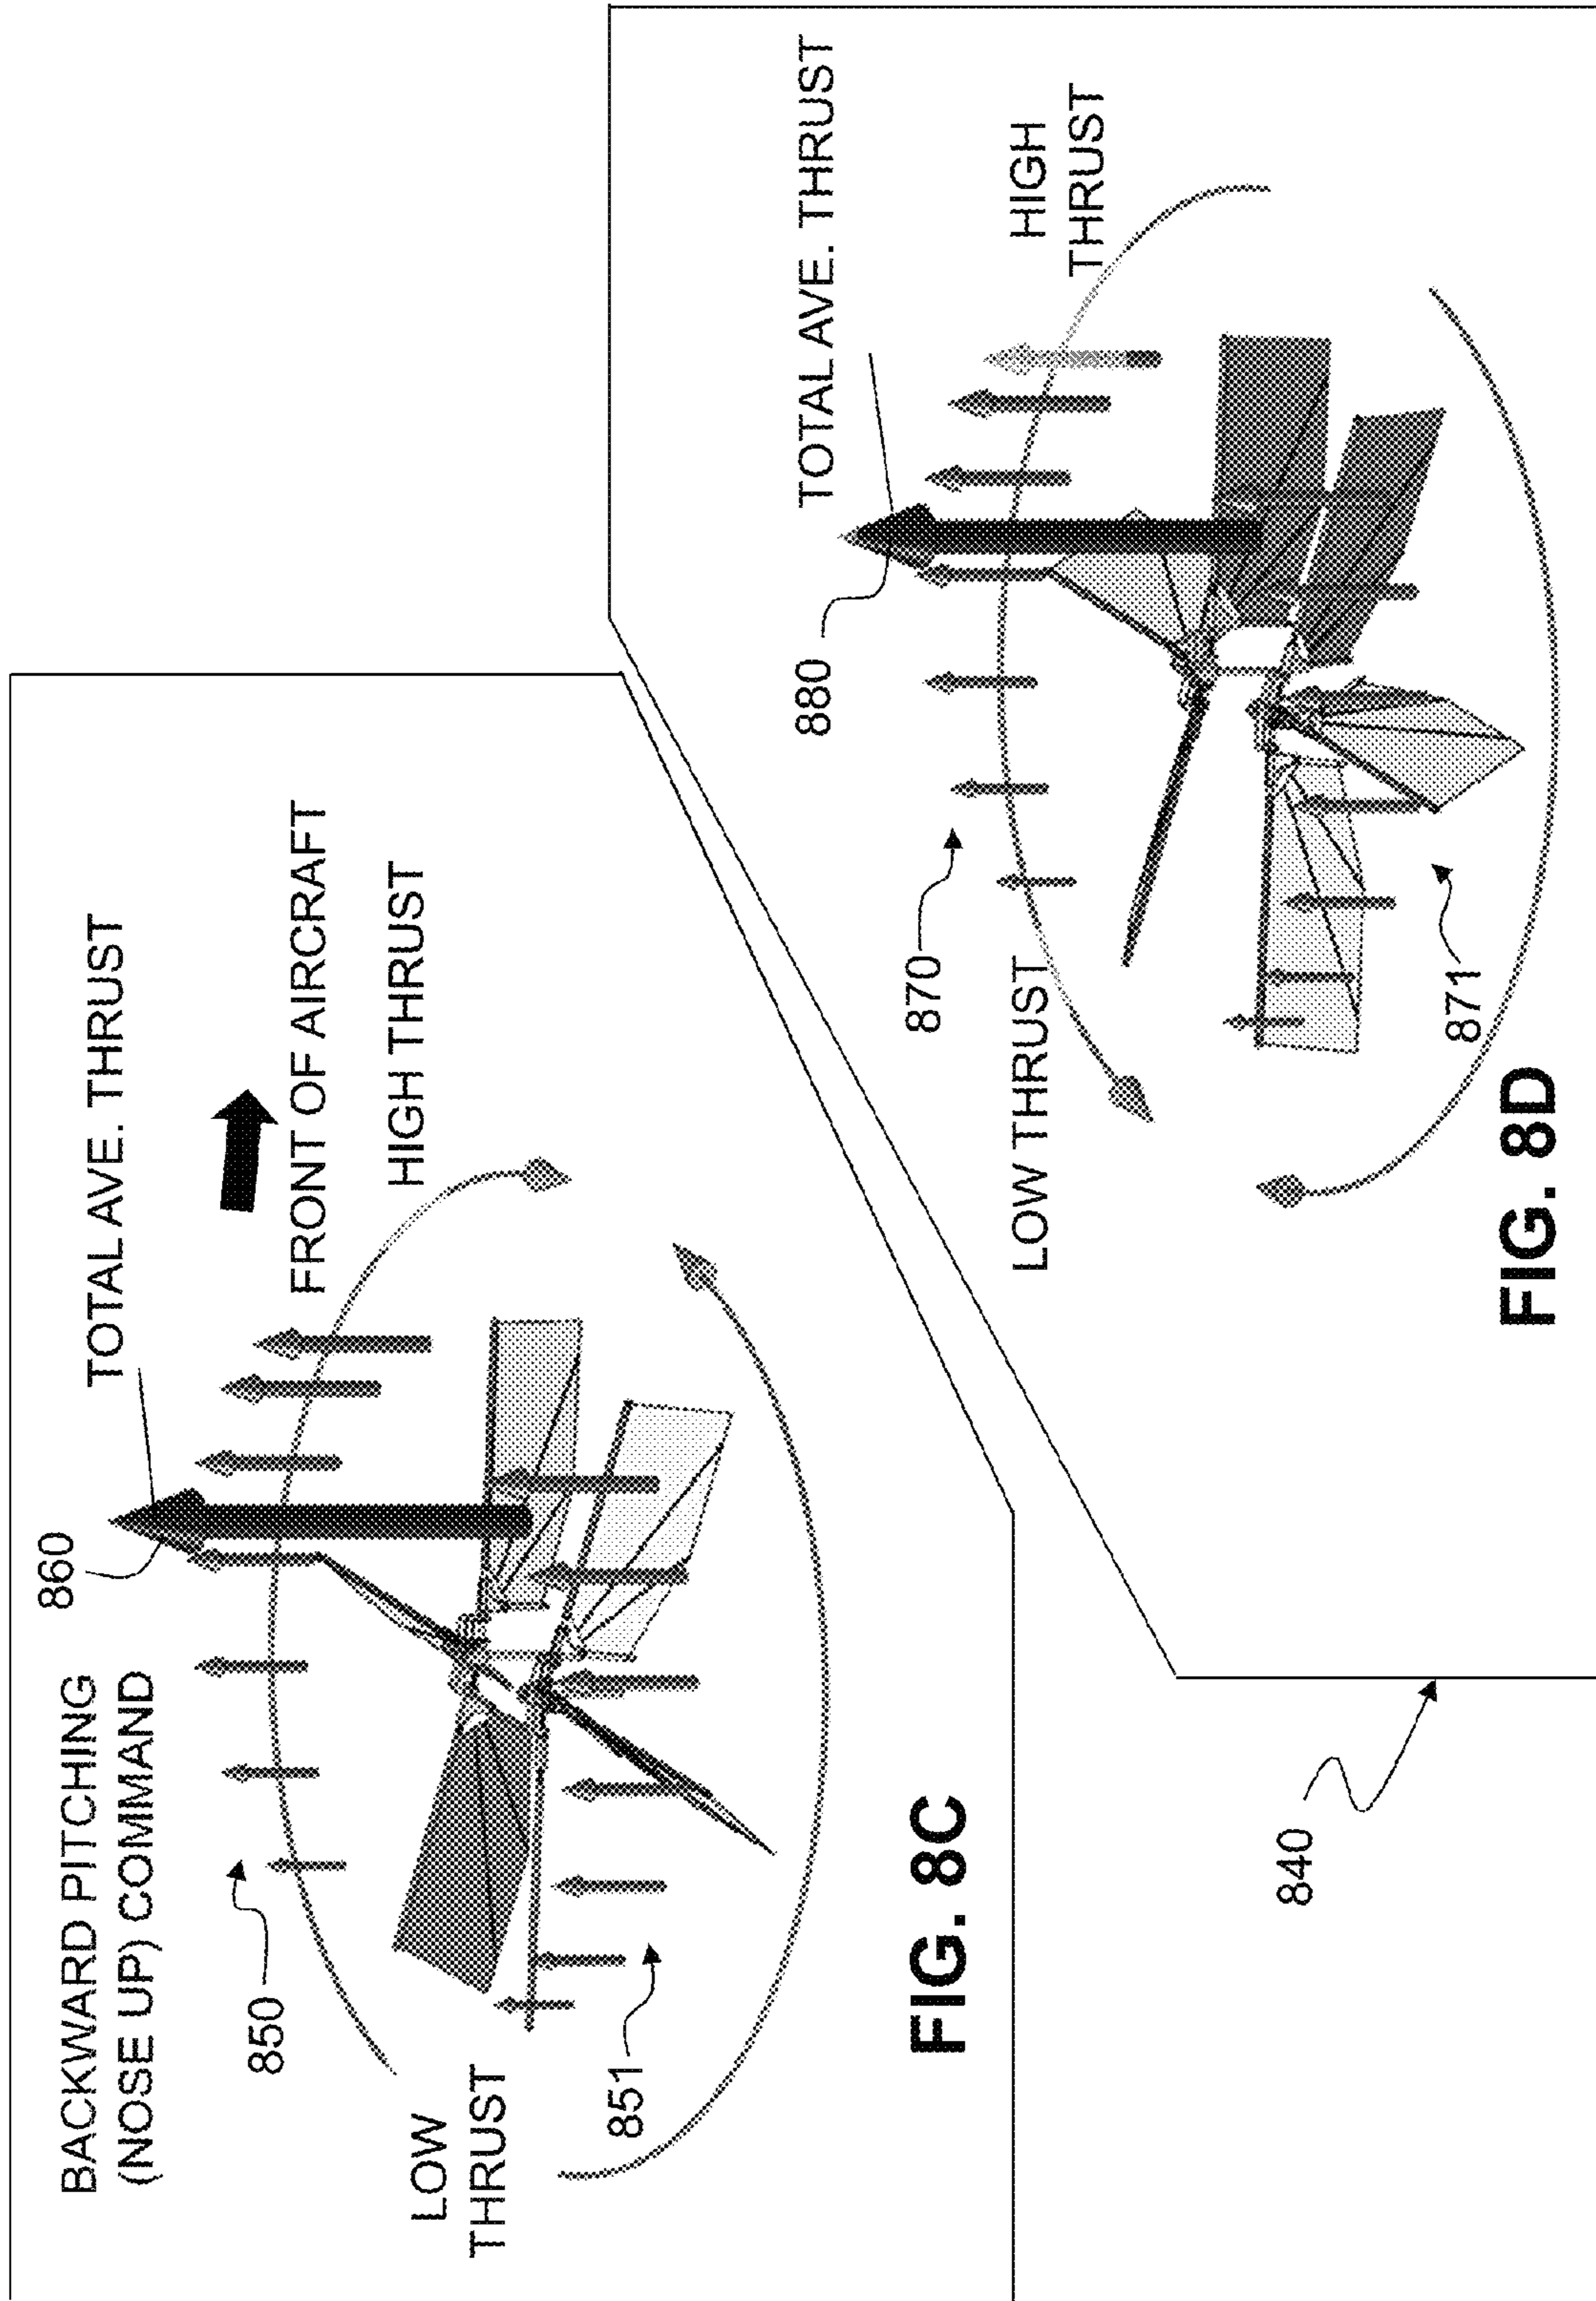 BACKWARD PITCHING
(NOSE UP) COMMAND
860
TOTAL AVE. THRUST
FRONT OF AIRCRAFT
HIGH THRUST
850
LOW
THRUST
851
FIG. 8C
840
TOTAL AVE. THRUST
880
HIGH
THRUST
870
LOW THRUST
871
FIG. 8D